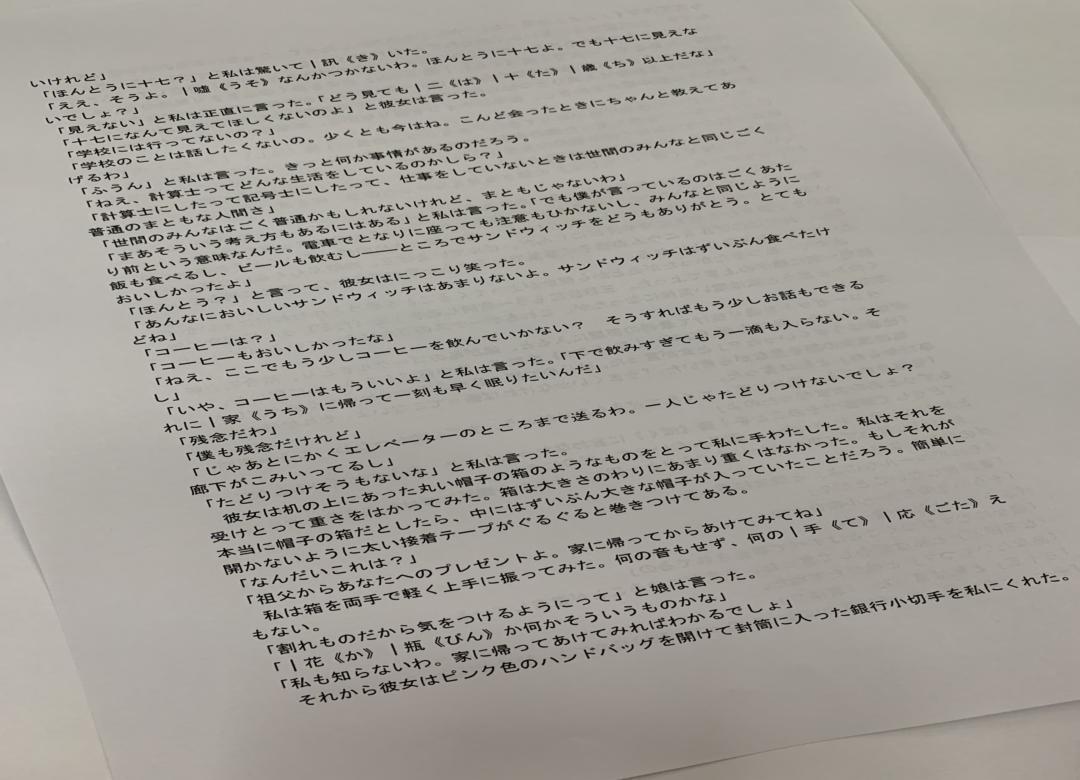 いけれど」
「ほんとうに十七？」と私は驚いて｜訊《き》いた。
「ええ、そうよ。｜嘘《うそ》なんかつかないわ。ほんとうに十七よ。でも十七に見えな
いでしょ？」
「見えない」と私は正直に言った。「どう見ても｜二《は》｜十《た》｜歳《ち》以上だな」
「十七になんて見えてほしくないのよ」と彼女は言った。
「学校には行ってないの？」
「学校のことは話したくないの。少くとも今はね。こんど会ったときにちゃんと教えてあ
げるわ」
「ふうん」と私は言った。きっと何か事情があるのだろう。
「ねえ、計算士ってどんな生活をしているのかしら？」
「計算士にしたって記号士にしたって、仕事をしていないときは世間のみんなと同じごく
普通のまともな人間さ」
「世間のみんなはごく普通かもしれないけれど、まともじゃないわ」
「まあそういう考え方もあるにはある」と私は言った。「でも僕が言っているのはごくあた
り前という意味なんだ。電車でとなりに座っても注意もひかないし、みんなと同じように
飯も食べるし、ビールも飲むし――ところでサンドウィッチをどうもありがとう。とても
おいしかったよ」
「ほんとう？」と言って、彼女はにっこり笑った。
「あんなにおいしいサンドウィッチはあまりないよ。サンドウィッチはずいぶん食べたけ
どね」
「コーヒーは？」
「コーヒーもおいしかったな」
「ねえ、ここでもう少しコーヒーを飲んでいかない？　そうすればもう少しお話もできる
し」
「いや、コーヒーはもういいよ」と私は言った。「下で飲みすぎてもう一滴も入らない。そ
れに｜家《うち》に帰って一刻も早く眠りたいんだ」
「残念だわ」
「僕も残念だけれど」
「じゃあとにかくエレベーターのところまで送るわ。一人じゃたどりつけないでしょ？
廊下がこみいってるし」
「たどりつけそうもないな」と私は言った。
　彼女は机の上にあった丸い帽子の箱のようなものをとって私に手わたした。私はそれを
受けとって重さをはかってみた。箱は大きさのわりにあまり重くはなかった。もしそれが
本当に帽子の箱だとしたら、中にはずいぶん大きな帽子が入っていたことだろう。簡単に
開かないように太い接着テープがぐるぐると巻きつけてある。
「なんだいこれは？」
「祖父からあなたへのプレゼントよ。家に帰ってからあけてみてね」
　私は箱を両手で軽く上手に振ってみた。何の音もせず、何の｜手《て》｜応《ごた》え
もない。
「割れものだから気をつけるようにって」と娘は言った。
「｜花《か》｜瓶《びん》か何かそういうものかな」
「私も知らないわ。家に帰ってあけてみればわかるでしょ」
　それから彼女はピンク色のハンドバッグを開けて封筒に入った銀行小切手を私にくれた。